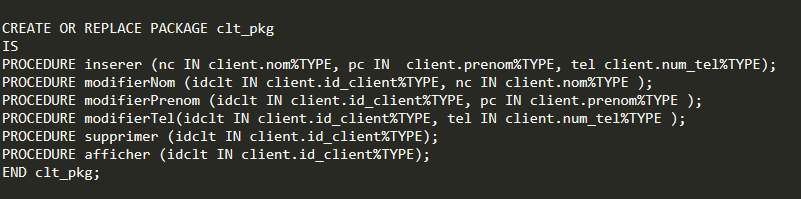 CREATE OR REPLACE PACKAGE clt_pkg
IS
PROCEDURE inserer (nc IN client.nom%TYPE, pc IN  client.prenom%TYPE, tel client.num_tel%TYPE);
PROCEDURE modifierNom (idclt IN client.id_client%TYPE, nc IN client.nom%TYPE );
PROCEDURE modifierPrenom (idclt IN client.id_client%TYPE, pc IN client.prenom%TYPE );
PROCEDURE modifierTel(idclt IN client.id_client%TYPE, tel IN client.num_tel%TYPE );
PROCEDURE supprimer (idclt IN client.id_client%TYPE);
PROCEDURE afficher (idclt IN client.id_client%TYPE);
END clt_pkg;